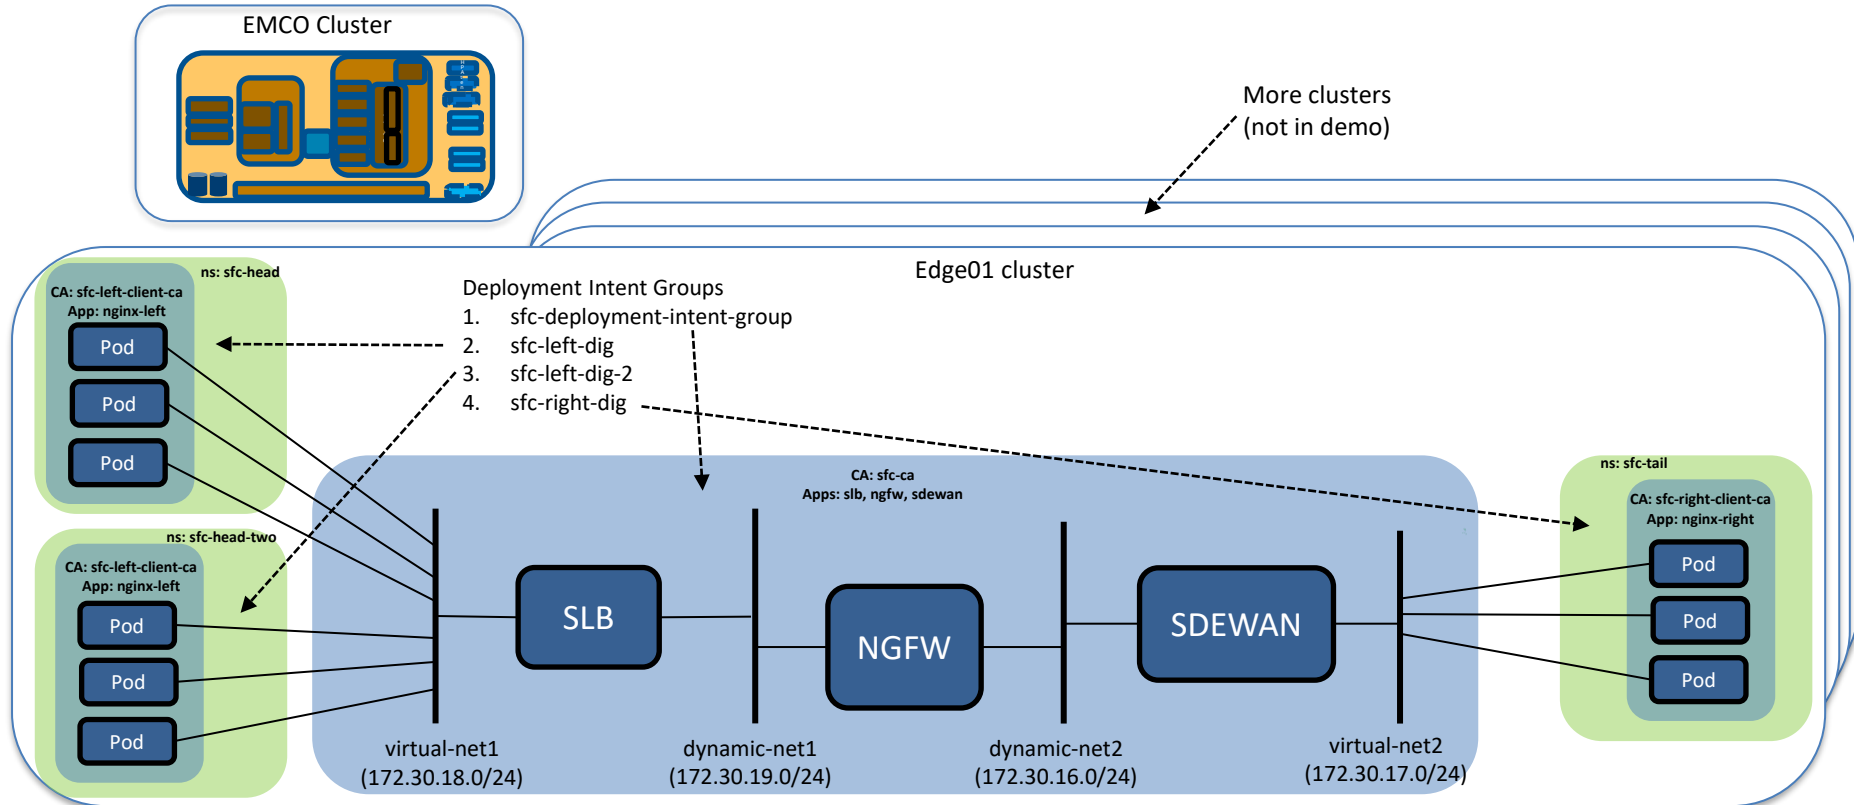 EMCO Cluster
More clusters
(not in demo)
Edge01 cluster
ns: sfc-head
CA: sfc-left-client-ca
App: nginx-left
Pod
Pod
Pod
Deployment Intent Groups
1. sfc-deployment-intent-group
2. sfc-left-dig
3. sfc-left-dig-2
4. sfc-right-dig
ns: sfc-head-two
CA: sfc-left-client-ca
App: nginx-left
Pod
Pod
Pod
CA: sfc-ca
Apps: slb, ngfw, sdewan
SLB
NGFW
SDEWAN
virtual-net1
(172.30.18.0/24)
dynamic-net1
(172.30.19.0/24)
dynamic-net2
(172.30.16.0/24)
virtual-net2
(172.30.17.0/24)
ns: sfc-tail
CA: sfc-right-client-ca
App: nginx-right
Pod
Pod
Pod